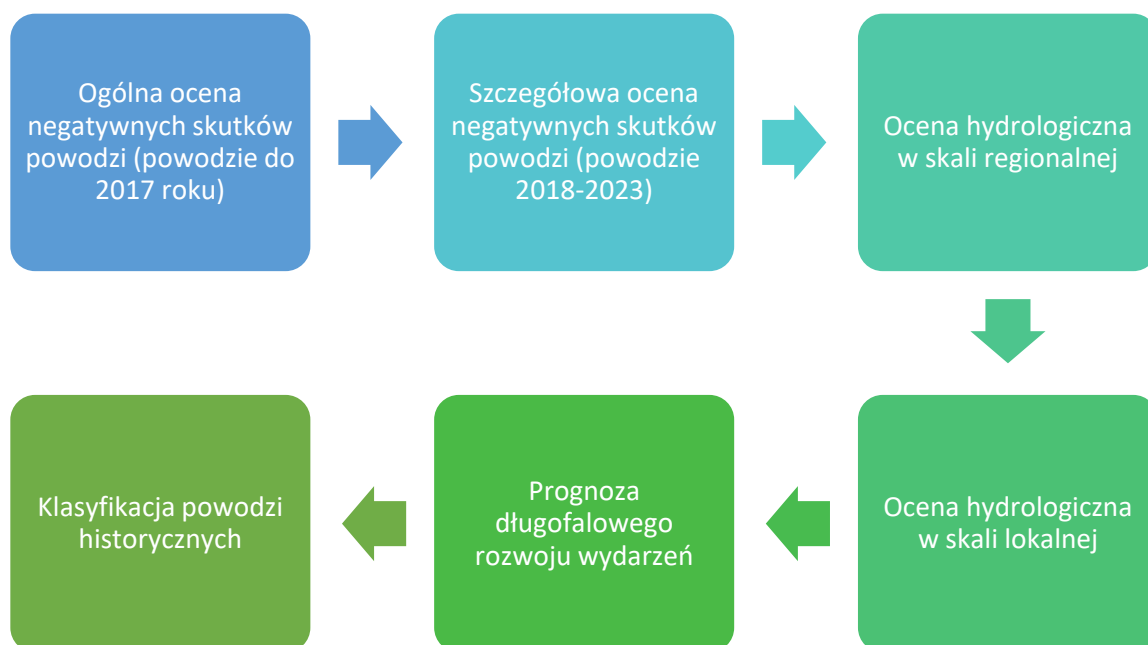 Ogólna ocena
negatywnych skutków
powodzi (powodzie do
2017 roku)
Szczegółowa ocena
negatywnych skutków
powodzi (powodzie
2018-2023)
Ocena hydrologiczna
w skali regionalnej
Ocena hydrologiczna
w skali lokalnej
Prognoza
długofalowego
rozwoju wydarzeń
Klasyfikacja powodzi
historycznych